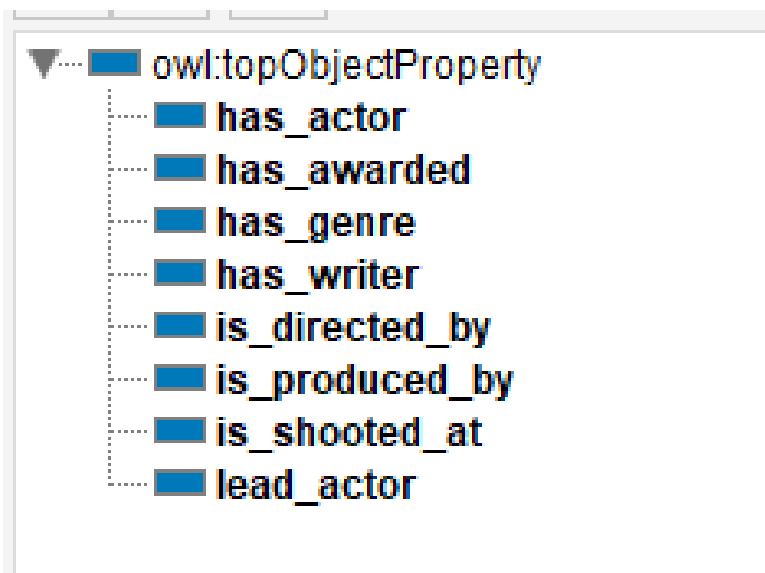 owl:topObjectProperty
has_actor
has_awarded
has_genre
has_writer
is_directed_by
is_produced_by
is_shooted_at
lead_actor